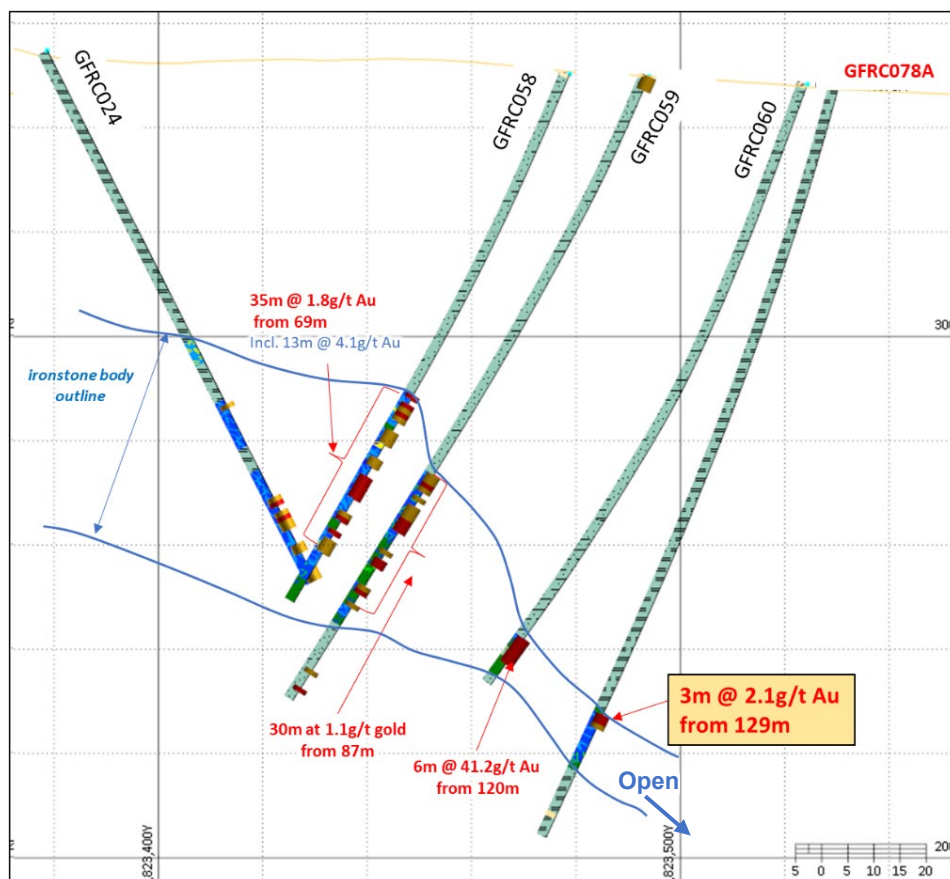 GFRC024
GFRC058
GFRC059
GFRC060
GFRC078A
35m @ 1.8g/t Au
from 69m
Incl. 13m @ 4.1g/t Au
30
ironstone body
outline
3m @ 2.1g/t Au
from 129m
30m at 1.1g/t gold
from 87m
6m @ 41.2g/t Au
from 120m
Open
823,400Y
823,500Y
5 0 5 10 15 20
20